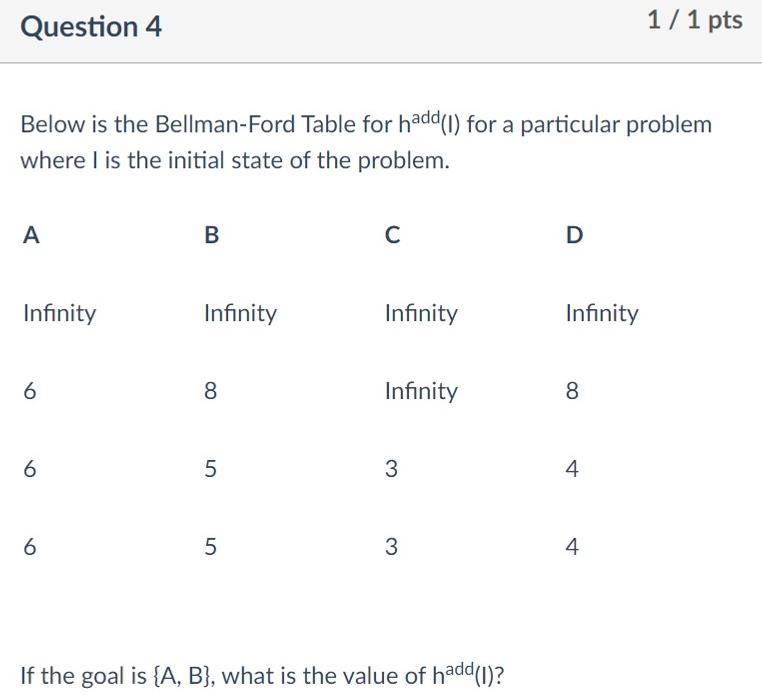 Question 4
1 / 1 pts
Below is the Bellman-Ford Table for hadd(I) for a particular problem
where I is the initial state of the problem.
A B C D
Infinity Infinity Infinity Infinity
6 8 Infinity 8
6 5 3 4
6 5 3 4
If the goal is {A, B}, what is the value of hadd(I)?